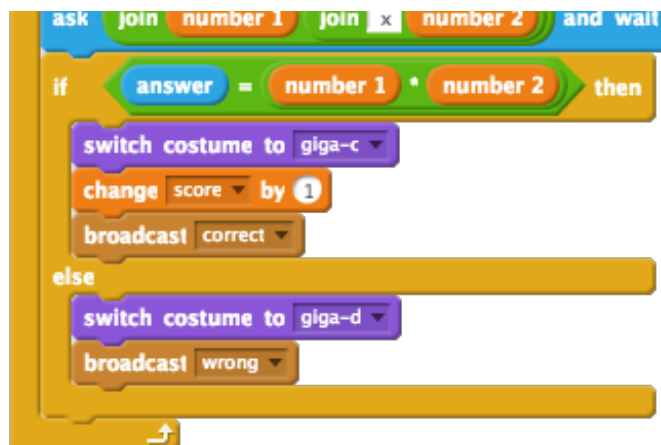 ask join number 1 join x number 2 and wait
if answer = number 1 * number 2 then
switch costume to giga-c
change score by 1
broadcast correct
else
switch costume to giga-d
broadcast wrong